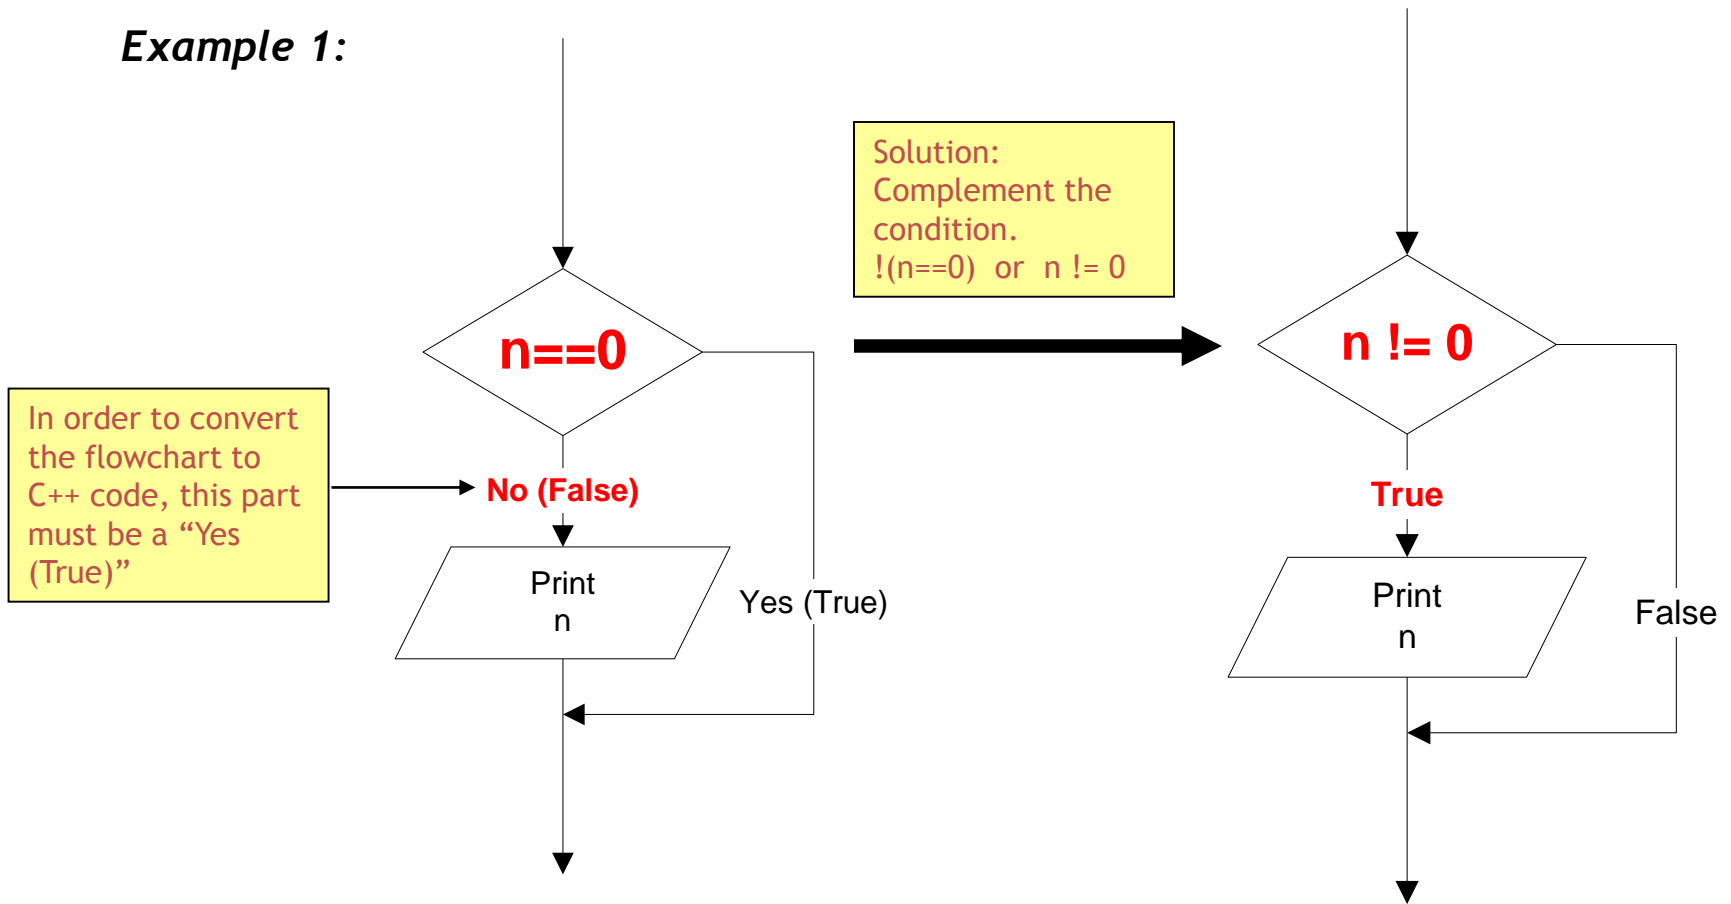 Example 1:
Solution:
Complement the
condition.
!(n==0) or n != 0
n==0
n != 0
In order to convert
the flowchart to
C++ code, this part
must be a “Yes
(True)”
No (False)
True
Print
n
Yes (True)
Print
n
False